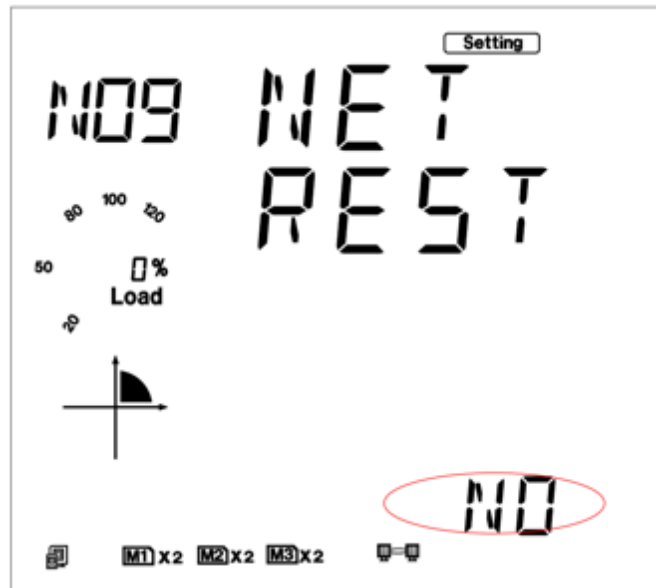 Setting
N09 NET
REST
100
80 120
50 0%
Load
20
NO
M1 X2 M2 X2 M3 X2